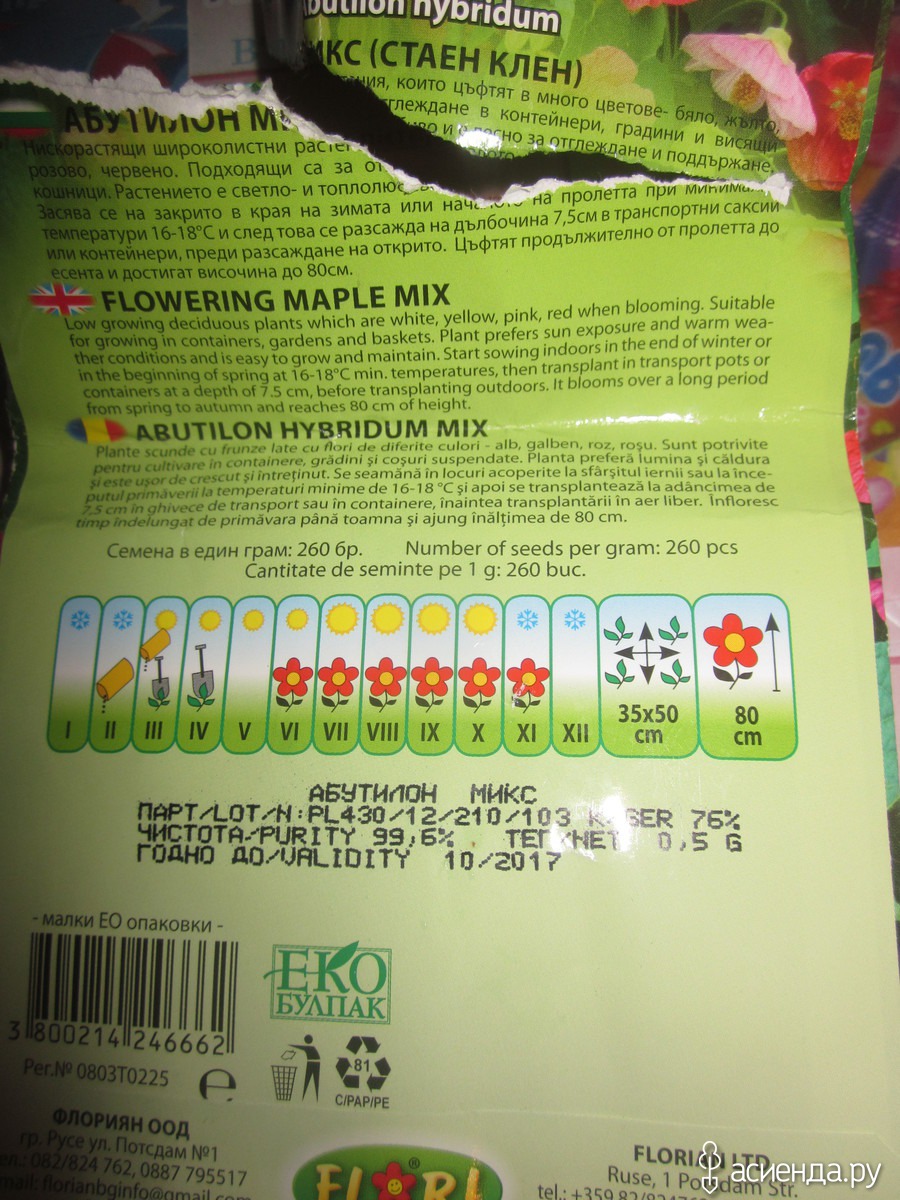 Abutilon hybridum
МИКС (СТАЕН КЛЕН)
които цъфтят в много цветове- бяло, жълто,
отглеждане в контейнери, градини и висящи
лесно за отглеждане и поддържане.
АБУТИЛОН
Нискорастящи широколистни
розово, червено. Подходящи са за
кошници. Растението е светло- и
Засява се на закрито в края на зимата или на пролетта при
температури 16-18°C и след това се разсажда на дълбочина 7,5см в транспортни саксии
или контейнери, преди разсаждане на открито. Цъфтят продължително от пролетта до
есента и достигат височина до 80см.
FLOWERING MAPLE MIX
Low growing deciduous plants which are white, yellow, pink, red when blooming. Suitable
for growing in containers, gardens and baskets. Plant prefers sun exposure and warm wea-
ther conditions and is easy to grow and maintain. Start sowing indoors in the end of winter or
in the beginning of spring at 16-18°C min. temperatures, then transplant in transport pots or
containers at a depth of 7.5 cm, before transplanting outdoors. It blooms over a long period
from spring to autumn and reaches 80 cm of height.
ABUTILON HYBRIDUM MIX
Plante scunde cu frunze late cu flori de diferite culori - alb, galben, roz, roșu. Sunt potrivite
pentru cultivare în containere, grădini și coșuri suspendate. Planta preferă lumina și căldura
și este ușor de crescut și întreținut. Se seamănă în locuri acoperite la sfârșitul iernii sau la înce-
putul primăverii la temperaturi minime de 16-18 °C și apoi se transplantează la adâncimea de
7,5 cm în ghivece de transport sau în containere, înaintea transplantării în aer liber. Înfloresc
timp îndelungat de primăvara până toamna și ajung înălțimea de 80 cm.
Семена в един грам: 260 бр. Number of seeds per gram: 260 pcs
Cantitate de seminte pe 1 g: 260 buc.
I II III IV V VI VII VIII IX X XI XII 35x50 cm 80 cm
АБУТИЛОН МИКС
ПАРТ/LOT/N:PL430/12/210/103 K.GER 76%
ЧИСТОТА/PURITY 99,6% ТЕГ/NET 0,5 G
ГОДНО ДО/VALIDITY 10/2017
- малки ЕО опаковки -
3 800214 246662
Рег.№ 0803T0225
ЕКО
БУЛПАК
81
C/PAP/PE
ФЛОРИЯН ООД
гр. Русе ул. Потсдам №1
тел.: 082/824 762, 0887 795517
florianbginfo@gmail.com
FLORI
®
FLORIAN LTD
Ruse, 1 Potsdam Str.
tel.: +359 82/
асиенда.ру